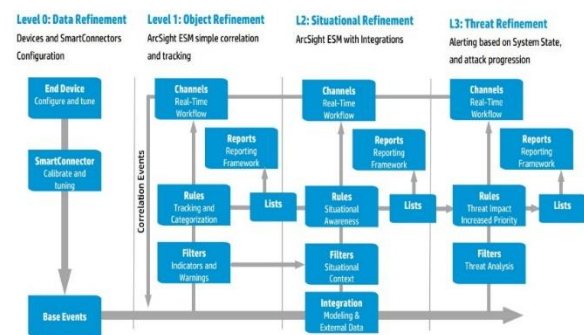 Level 0: Data Refinement
Devices and SmartConnectors
Configuration
Level 1: Object Refinement
ArcSight ESM simple correlation
and tracking
L2: Situational Refinement
ArcSight ESM with Integrations
L3: Threat Refinement
Alerting based on System State,
and attack progression
End Device
Configure and tune
SmartConnector
Calibrate and
tuning
Base Events
Correlation Events
Channels
Real-Time
Workflow
Reports
Reporting
Framework
Rules
Tracking and
Categorization
Lists
Filters
Indicators and
Warnings
Channels
Real-Time
Workflow
Reports
Reporting
Framework
Rules
Situational
Awareness
Lists
Filters
Situational
Context
Integration
Modeling &
External Data
Channels
Real-Time
Workflow
Reports
Reporting
Framework
Rules
Threat Impact
Increased Priority
Lists
Filters
Threat Analysis